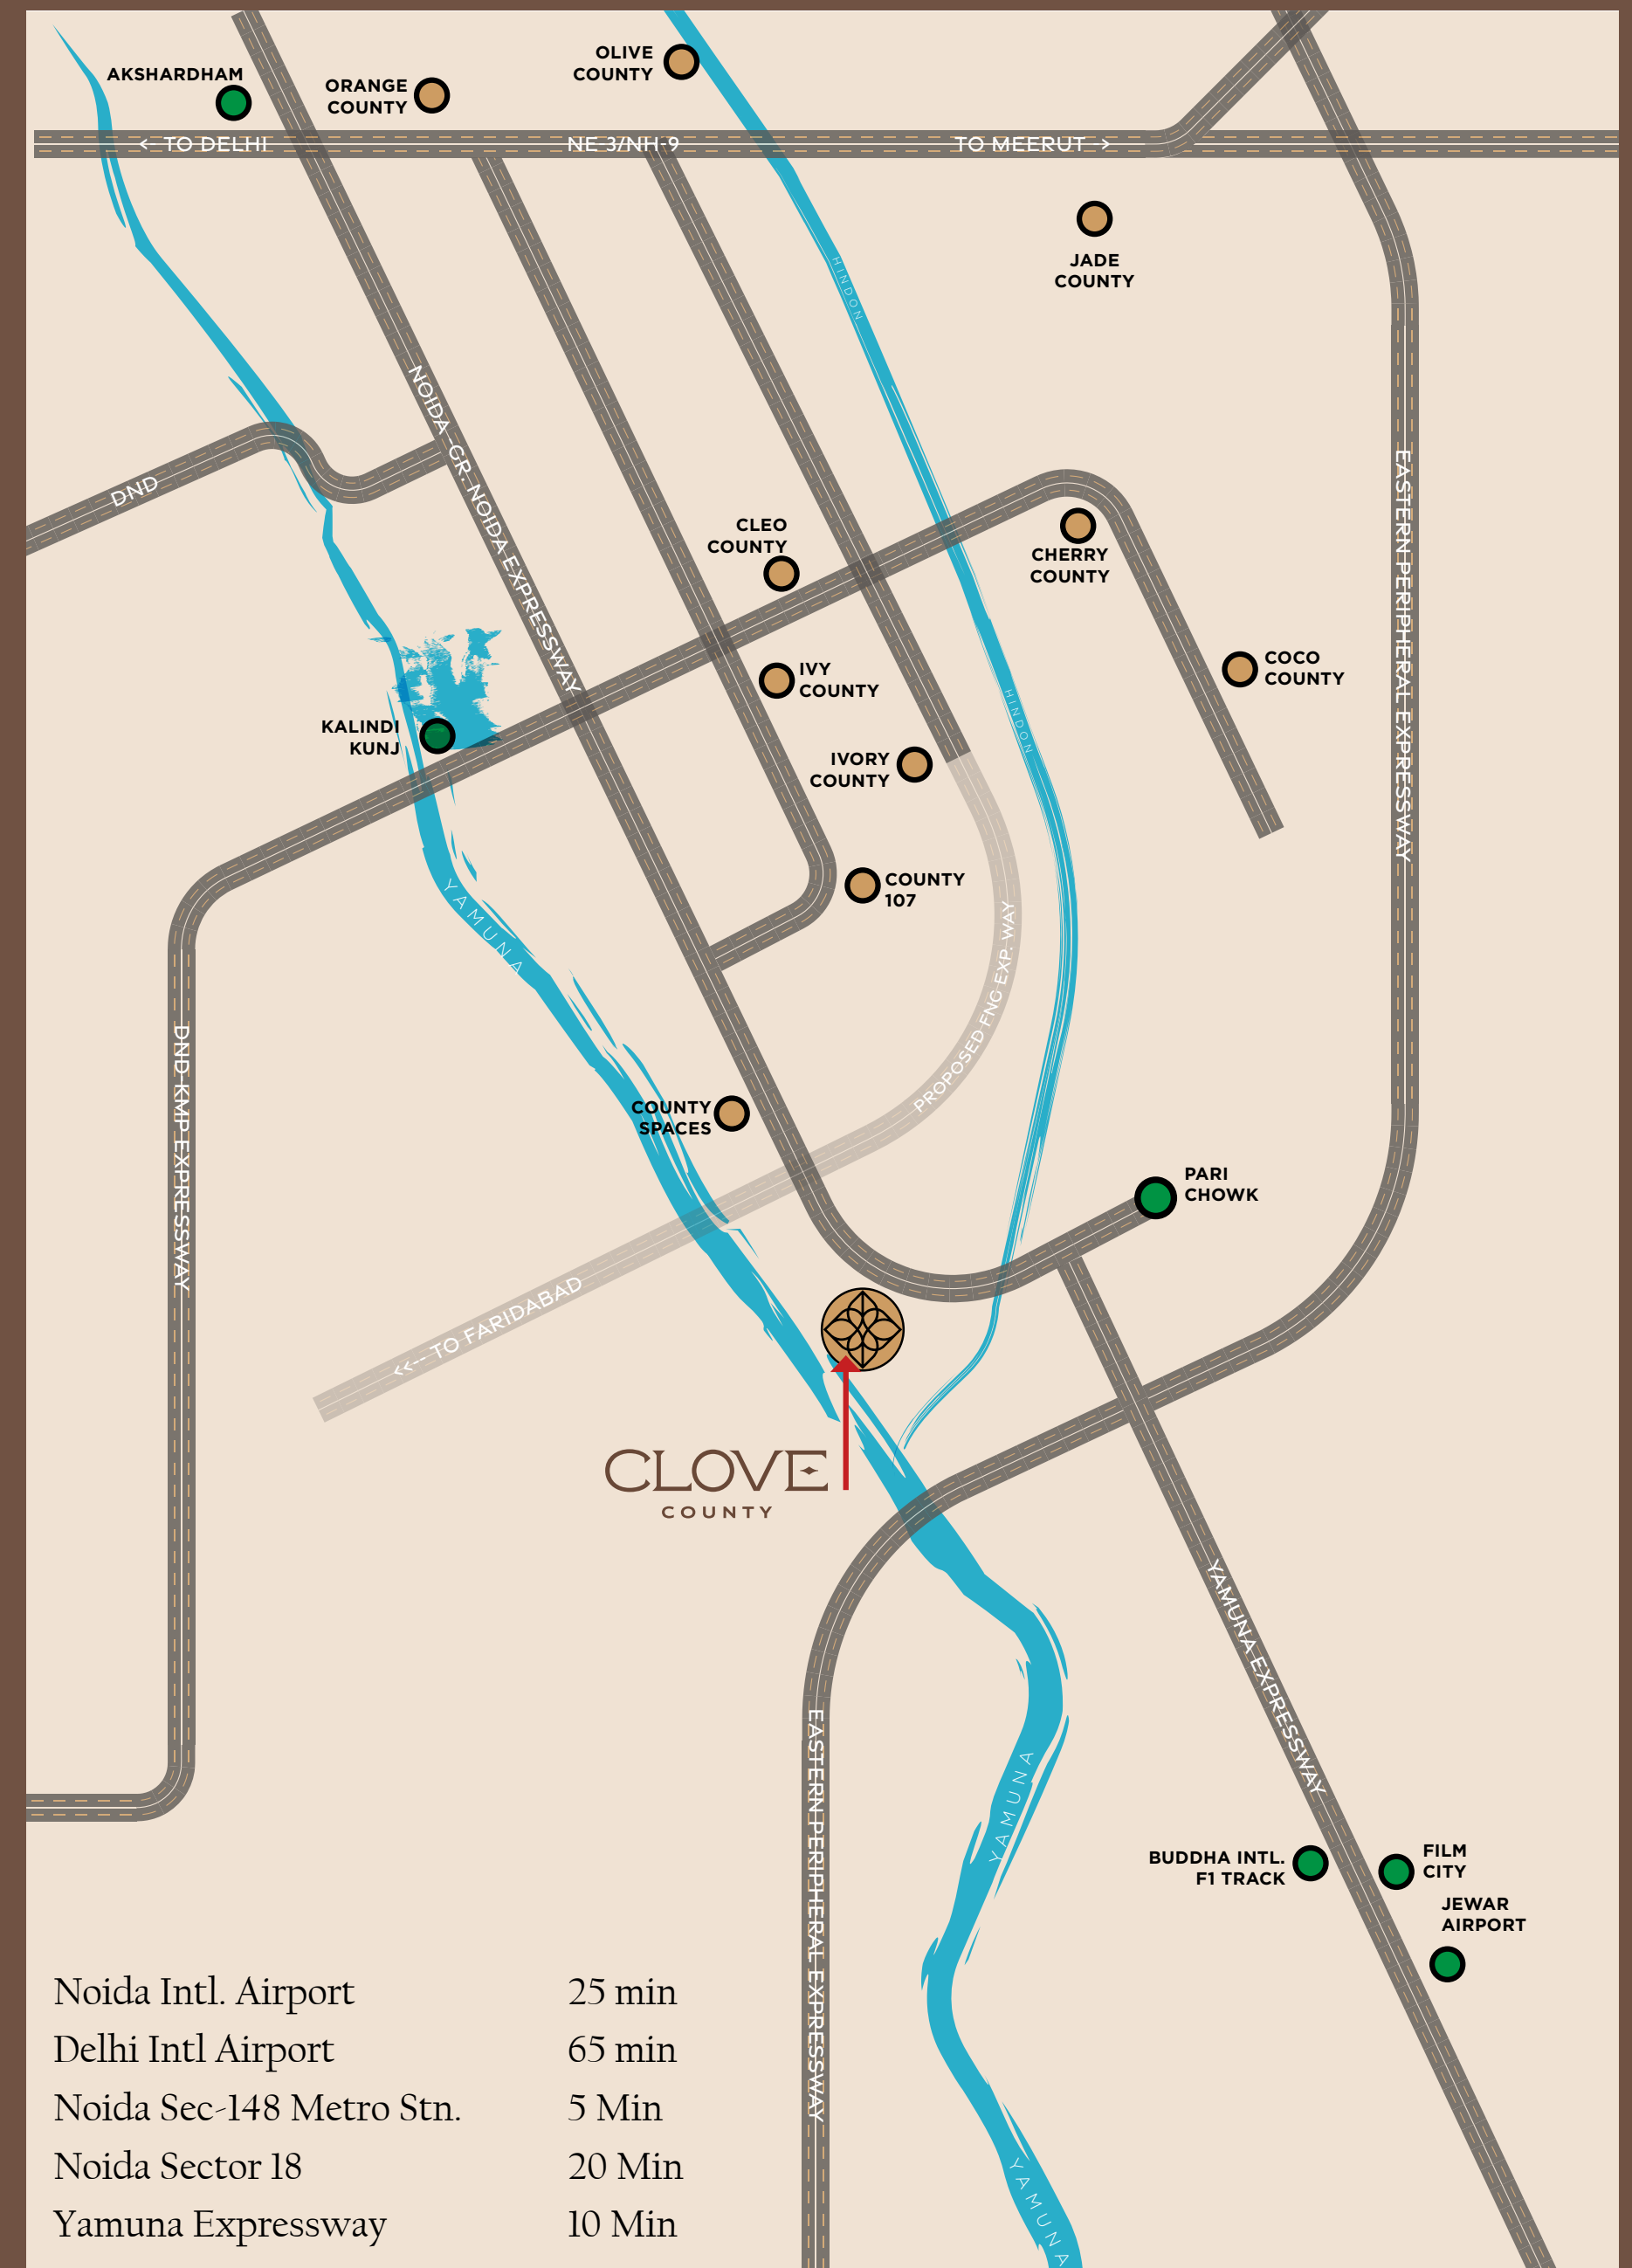 OLIVE
COUNTY
AKSHARDHAM
ORANGE
COUNTY
<- TO DELHI
NE-3/NH-9
TO MEERUT ->
JADE
COUNTY
HINDON
NOIDA -GR. NOIDA EXPRESSWAY
DND
EASTERN PERIPHERAL EXPRESSWAY
CLEO
COUNTY
CHERRY
COUNTY
IVY
COUNTY
COCO
COUNTY
HINDON
KALINDI
KUNJ
IVORY
COUNTY
COUNTY
107
YAMUNA
PROPOSED FNG EXP. WAY
DND-KMP EXPRESSWAY
COUNTY
SPACES
PARI
CHOWK
<<-- TO FARIDABAD
CLOVE
COUNTY
YAMUNA EXPRESSWAY
EASTERN PERIPHERAL EXPRESSWAY
YAMUNA
BUDDHA INTL.
F1 TRACK
FILM
CITY
JEWAR
AIRPORT
Noida Intl. Airport 25 min
Delhi Intl Airport 65 min
Noida Sec-148 Metro Stn. 5 Min
Noida Sector 18 20 Min
Yamuna Expressway 10 Min
YAMUNA